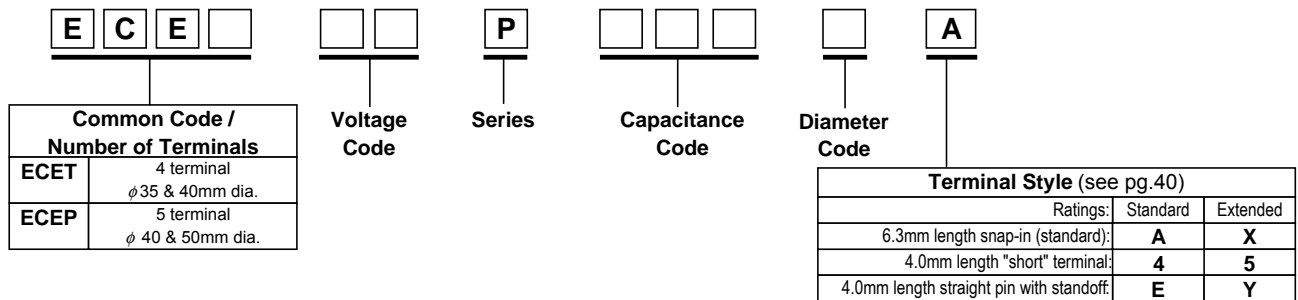 E C E P A
Common Code /
Number of Terminals
ECET 4 terminal
ϕ35 & 40mm dia.
ECEP 5 terminal
ϕ 40 & 50mm dia.
Voltage
Code
Series
Capacitance
Code
Diameter
Code
Terminal Style (see pg.40)
Ratings: Standard Extended
6.3mm length snap-in (standard): A X
4.0mm length "short" terminal: 4 5
4.0mm length straight pin with standoff: E Y